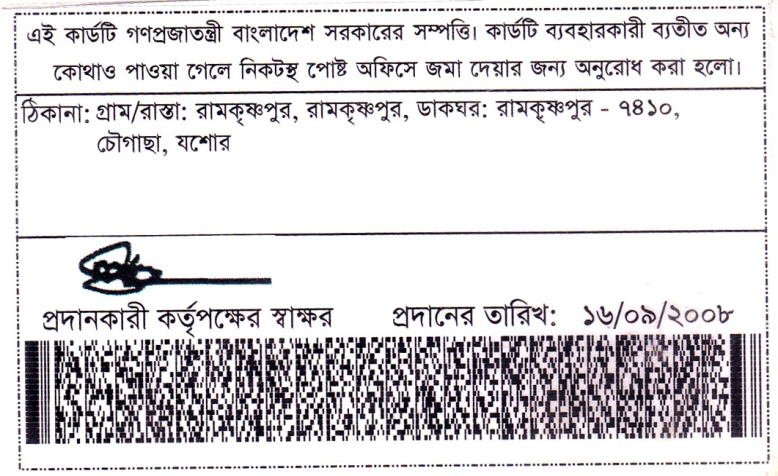 এই কার্ডটি গণপ্রজাতন্ত্রী বাংলাদেশ সরকারের সম্পত্তি। কার্ডটি ব্যবহারকারী ব্যতীত অন্য
কোথাও পাওয়া গেলে নিকটস্থ পোষ্ট অফিসে জমা দেয়ার জন্য অনুরোধ করা হলো।
ঠিকানা: গ্রাম/রাস্তা: রামকৃষ্ণপুর, রামকৃষ্ণপুর, ডাকঘর: রামকৃষ্ণপুর - ৭৪১০,
চৌগাছা, যশোর
প্রদানকারী কর্তৃপক্ষের স্বাক্ষর প্রদানের তারিখ: ১৬/০৯/২০০৮